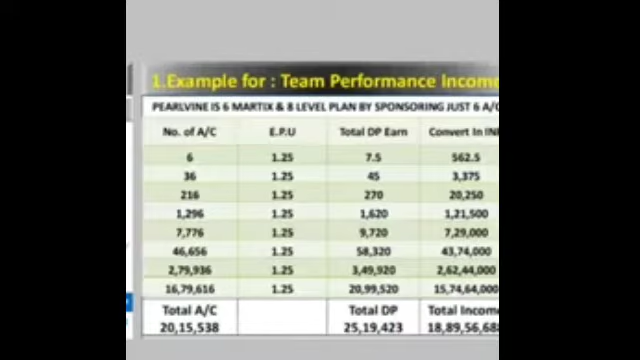 1.Example for : Team Performance Income
PEARLVINE IS 6 MARTIX & 8 LEVEL PLAN BY SPONSORING JUST 6 A/C
No. of A/C E.P.U Total DP Earn Convert In IN
6 1.25 7.5 562.5
36 1.25 45 3,375
216 1.25 270 20,250
1,296 1.25 1,620 1,21,500
7,776 1.25 9,720 7,29,000
46,656 1.25 58,320 43,74,000
2,79,936 1.25 3,49,920 2,62,44,000
16,79,616 1.25 20,99,520 15,74,64,000
Total A/C Total DP Total Incom
20,15,538 25,19,423 18,89,56,68